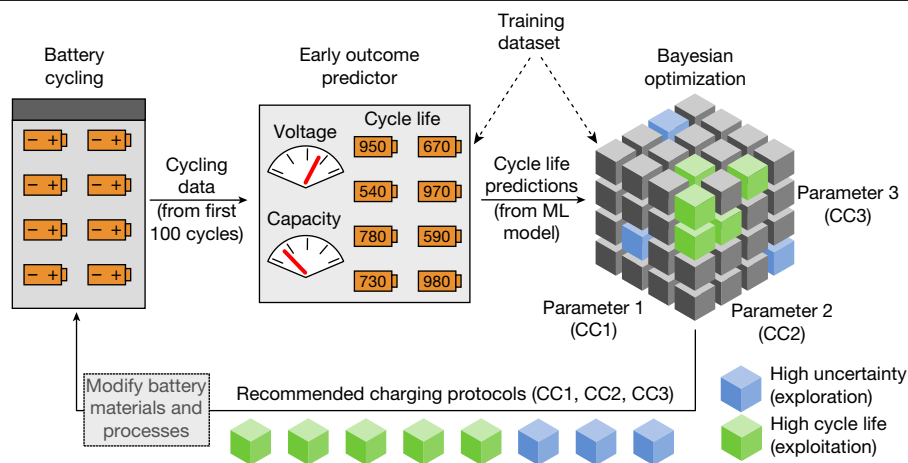 Training
dataset
Battery
cycling
Early outcome
predictor
Bayesian
optimization
Voltage
Cycle life
950 670
540 970
780 590
730 980
Capacity
− + − +
− + − +
− + − +
− + − +
Cycling
data
(from first
100 cycles)
Cycle life
predictions
(from ML
model)
Parameter 3
(CC3)
Parameter 1
(CC1)
Parameter 2
(CC2)
Modify battery
materials and
processes
Recommended charging protocols (CC1, CC2, CC3)
High uncertainty
(exploration)
High cycle life
(exploitation)